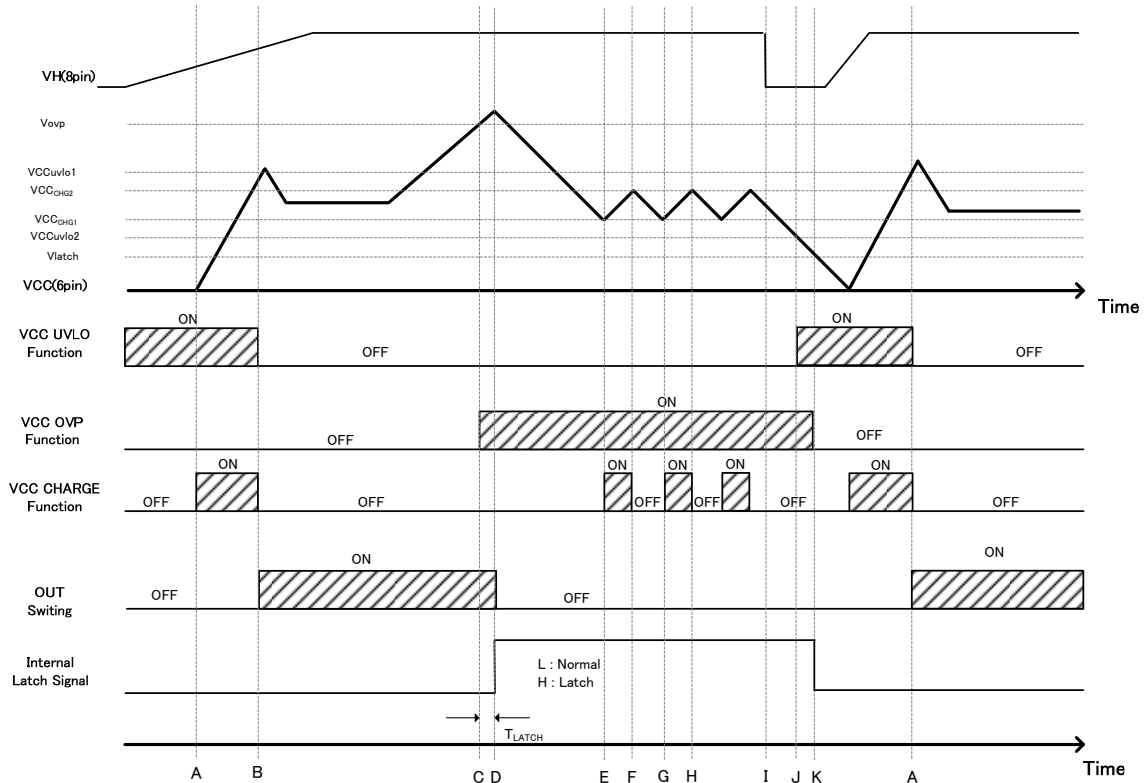 VH(8pin)
Vovp
VCCuvlo1
VCCCHG2
VCCCHG1
VCCuvlo2
Vlatch
VCC(6pin)
Time
VCC UVLO
Function
ON
OFF
ON
OFF
VCC OVP
Function
OFF
ON
OFF
VCC CHARGE
Function
OFF
ON
OFF
ON
OFF
ON
OFF
ON
OFF
ON
OFF
OUT
Switing
OFF
ON
OFF
ON
Internal
Latch Signal
L : Normal
H : Latch
TLATCH
Time
A B C D E F G H I J K A